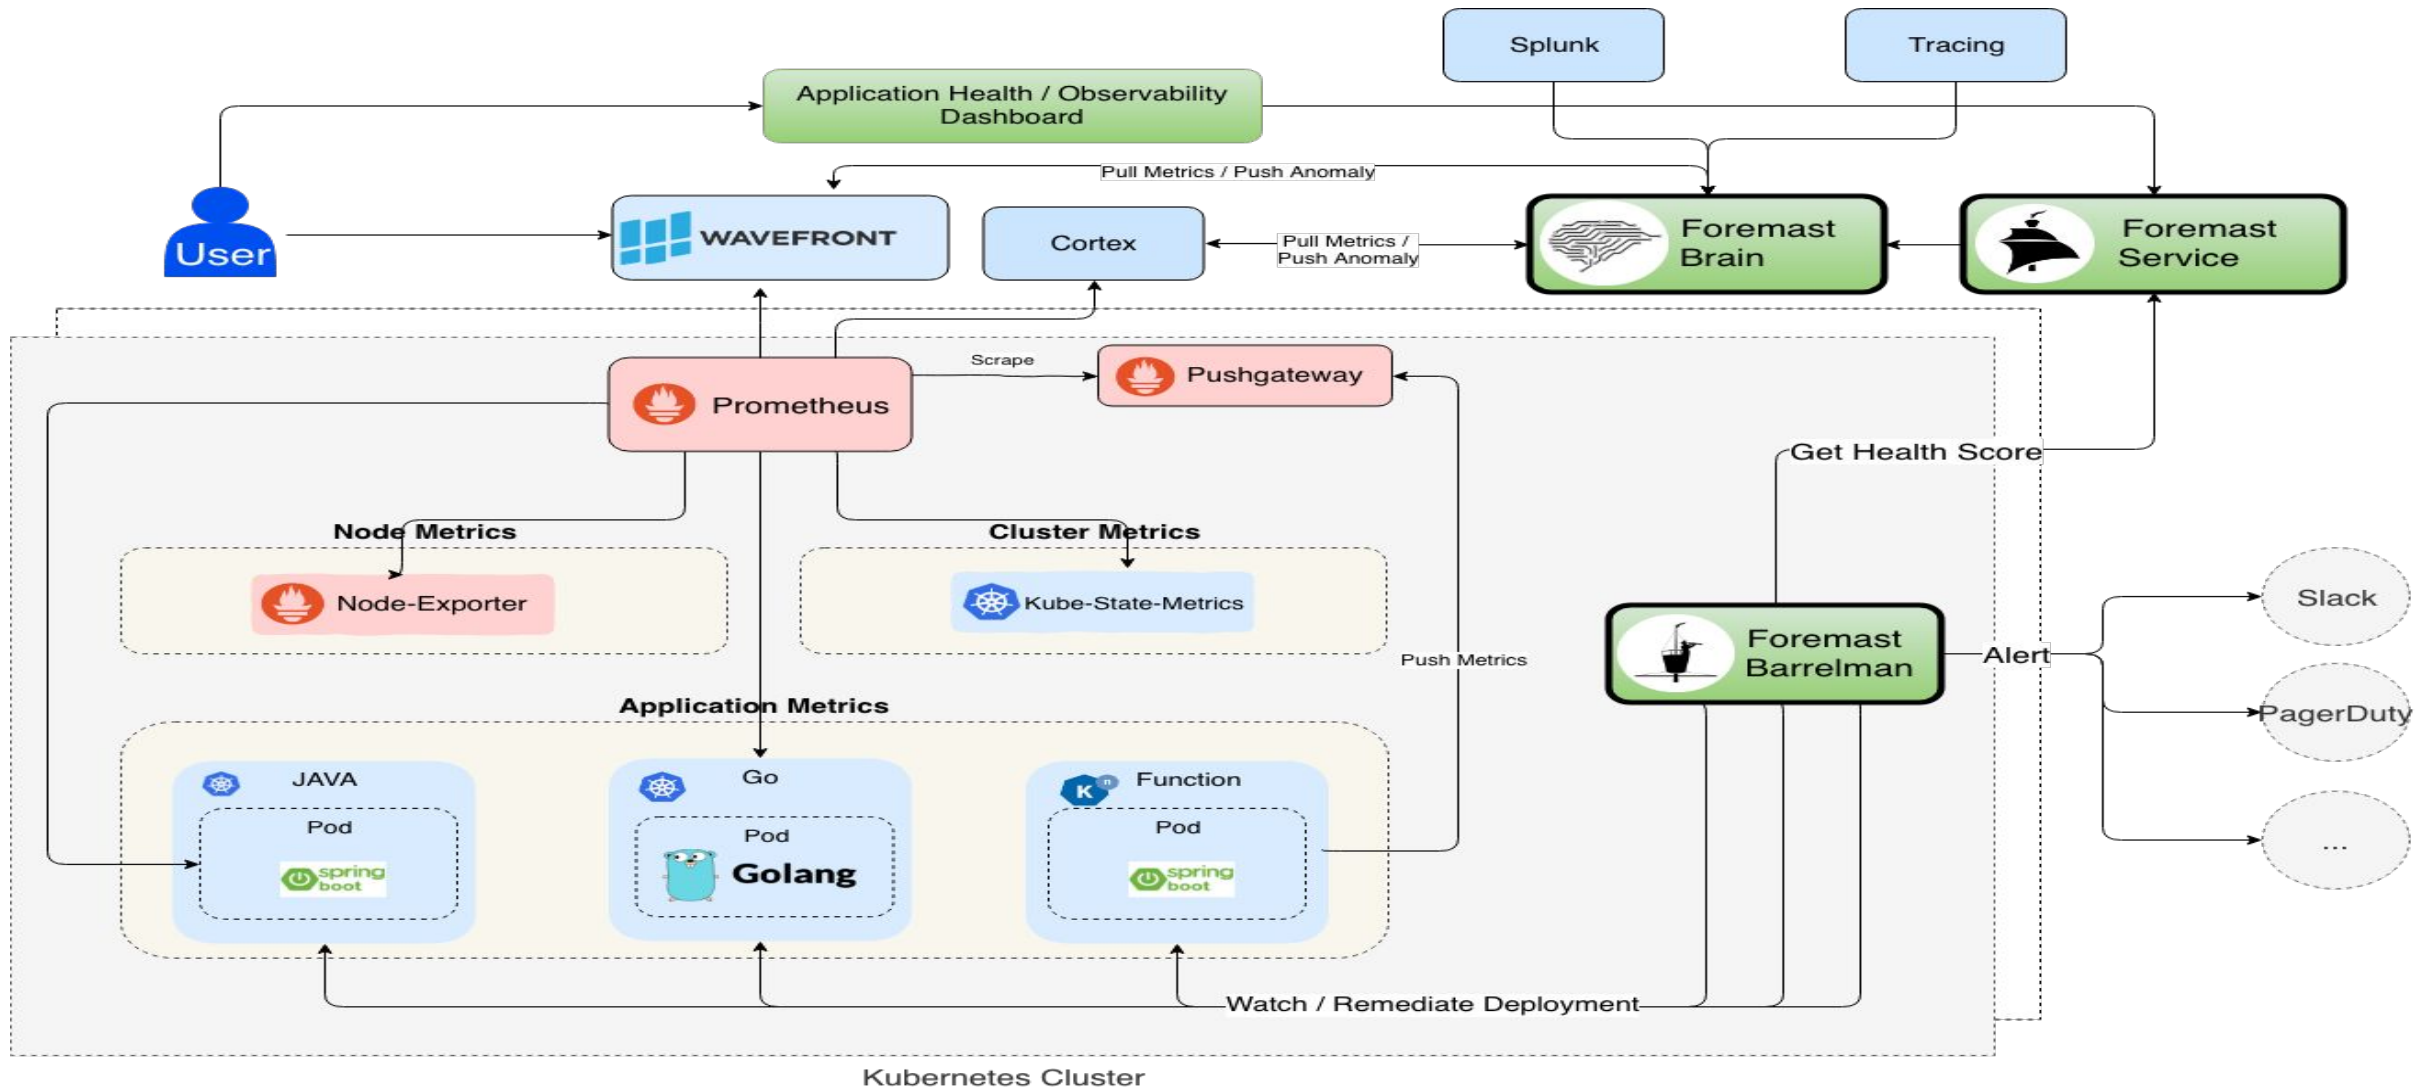 Splunk
Tracing
Application Health / Observability
Dashboard
Pull Metrics / Push Anomaly
User
WAVEFRONT
Cortex
Pull Metrics /
Push Anomaly
Foremast
Brain
Foremast
Service
Scrape
Prometheus
Pushgateway
Get Health Score
Node Metrics
Cluster Metrics
Node-Exporter
Kube-State-Metrics
Slack
Foremast
Barrelman
Alert
Push Metrics
PagerDuty
Application Metrics
JAVA
Pod
spring
boot
Go
Pod
Golang
K
n
Function
Pod
spring
boot
...
Watch / Remediate Deployment
Kubernetes Cluster